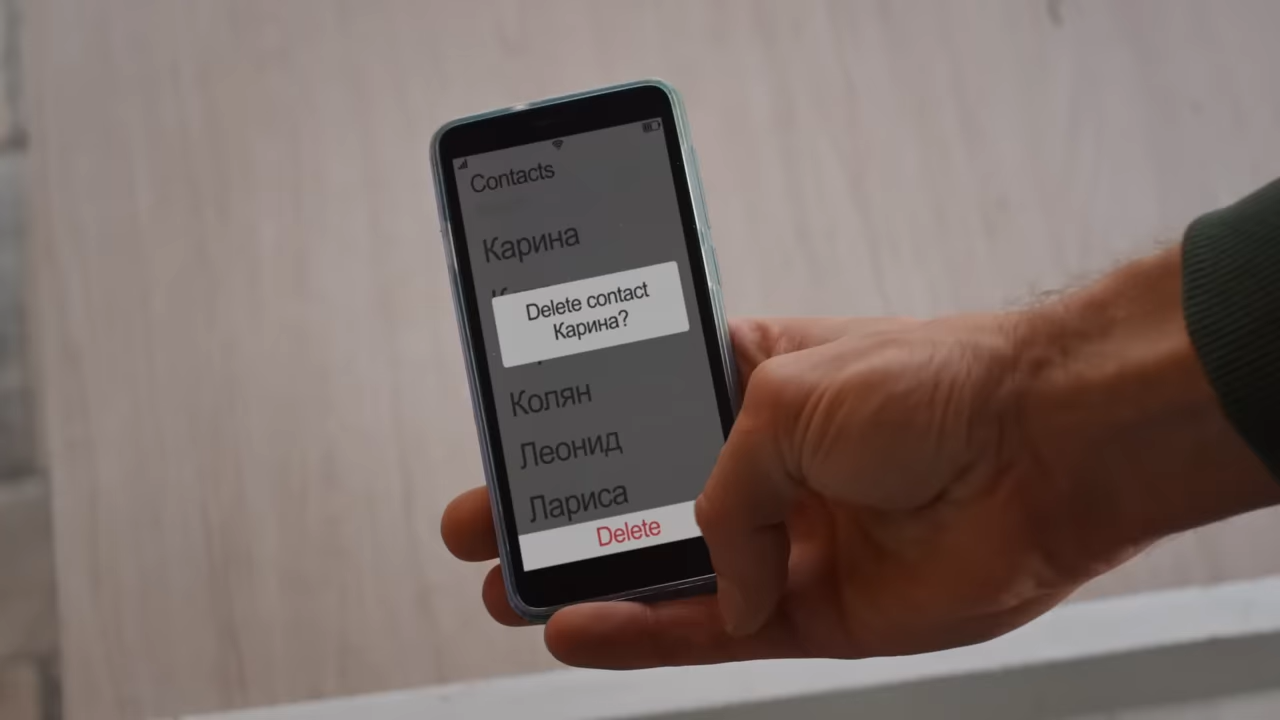 Contacts
Карина
Delete contact
Карина?
Колян
Леонид
Лариса
Delete